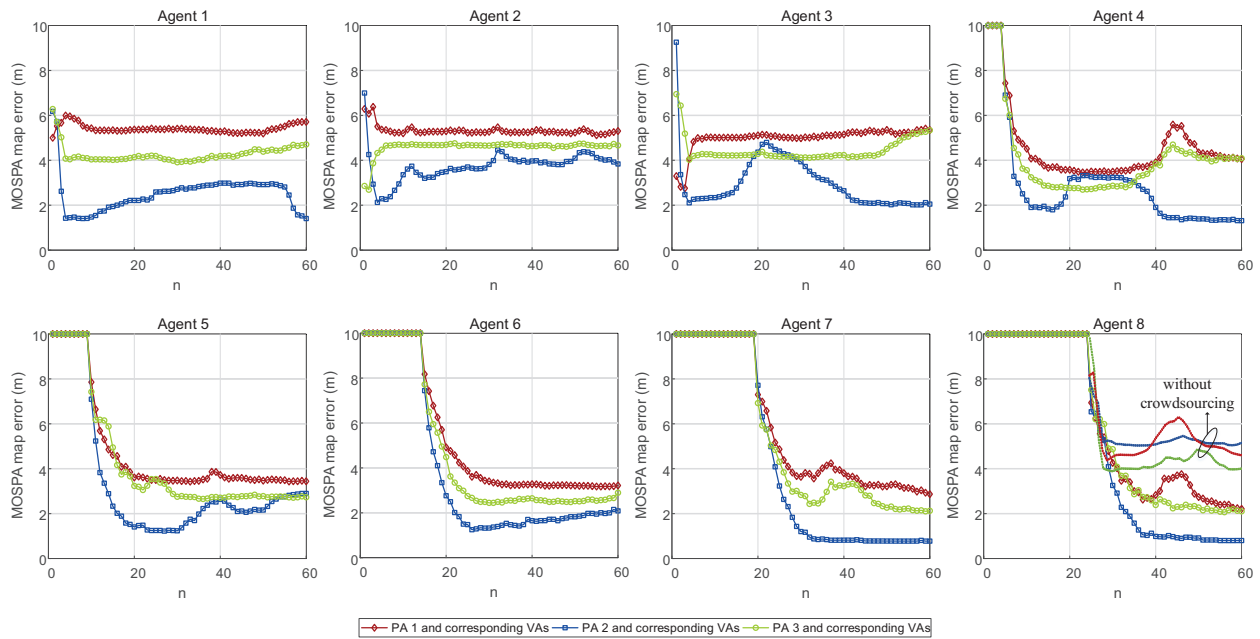 Agent 1
Agent 2
Agent 3
Agent 4
MOSPA map error (m)
10
8
6
4
2
0
0 20 40 60
n
MOSPA map error (m)
10
8
6
4
2
0
0 20 40 60
n
MOSPA map error (m)
10
8
6
4
2
0
0 20 40 60
n
MOSPA map error (m)
10
8
6
4
2
0
0 20 40 60
n
Agent 5
Agent 6
Agent 7
Agent 8
MOSPA map error (m)
10
8
6
4
2
0
0 20 40 60
n
MOSPA map error (m)
10
8
6
4
2
0
0 20 40 60
n
MOSPA map error (m)
10
8
6
4
2
0
0 20 40 60
n
MOSPA map error (m)
10
8
6
4
2
0
without
crowdsourcing
0 20 40 60
n
PA 1 and corresponding VAs PA 2 and corresponding VAs PA 3 and corresponding VAs